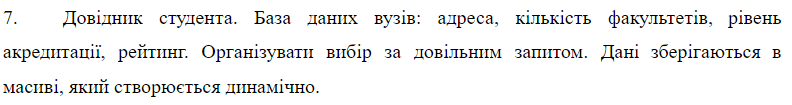 7. Довідник студента. База даних вузів: адреса, кількість факультетів, рівень
акредитації, рейтинг. Організувати вибір за довільним запитом. Дані зберігаються в
масиві, який створюється динамічно.